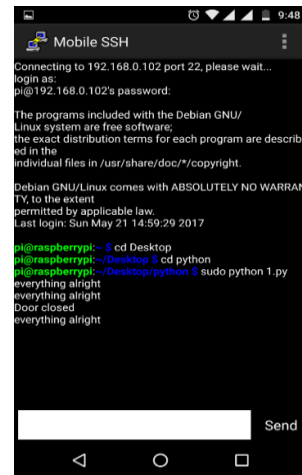 9:48
Mobile SSH
Connecting to 192.168.0.102 port 22, please wait...
login as:
pi@192.168.0.102's password:
The programs included with the Debian GNU/
Linux system are free software;
the exact distribution terms for each program are describ
ed in the
individual files in /usr/share/doc/*/copyright.
Debian GNU/Linux comes with ABSOLUTELY NO WARRAN
TY, to the extent
permitted by applicable law.
Last login: Sun May 21 14:59:29 2017
pi@raspberrypi:~ $ cd Desktop
pi@raspberrypi:~/Desktop $ cd python
pi@raspberrypi:~/Desktop/python $ sudo python 1.py
everything alright
everything alright
Door closed
everything alright
Send